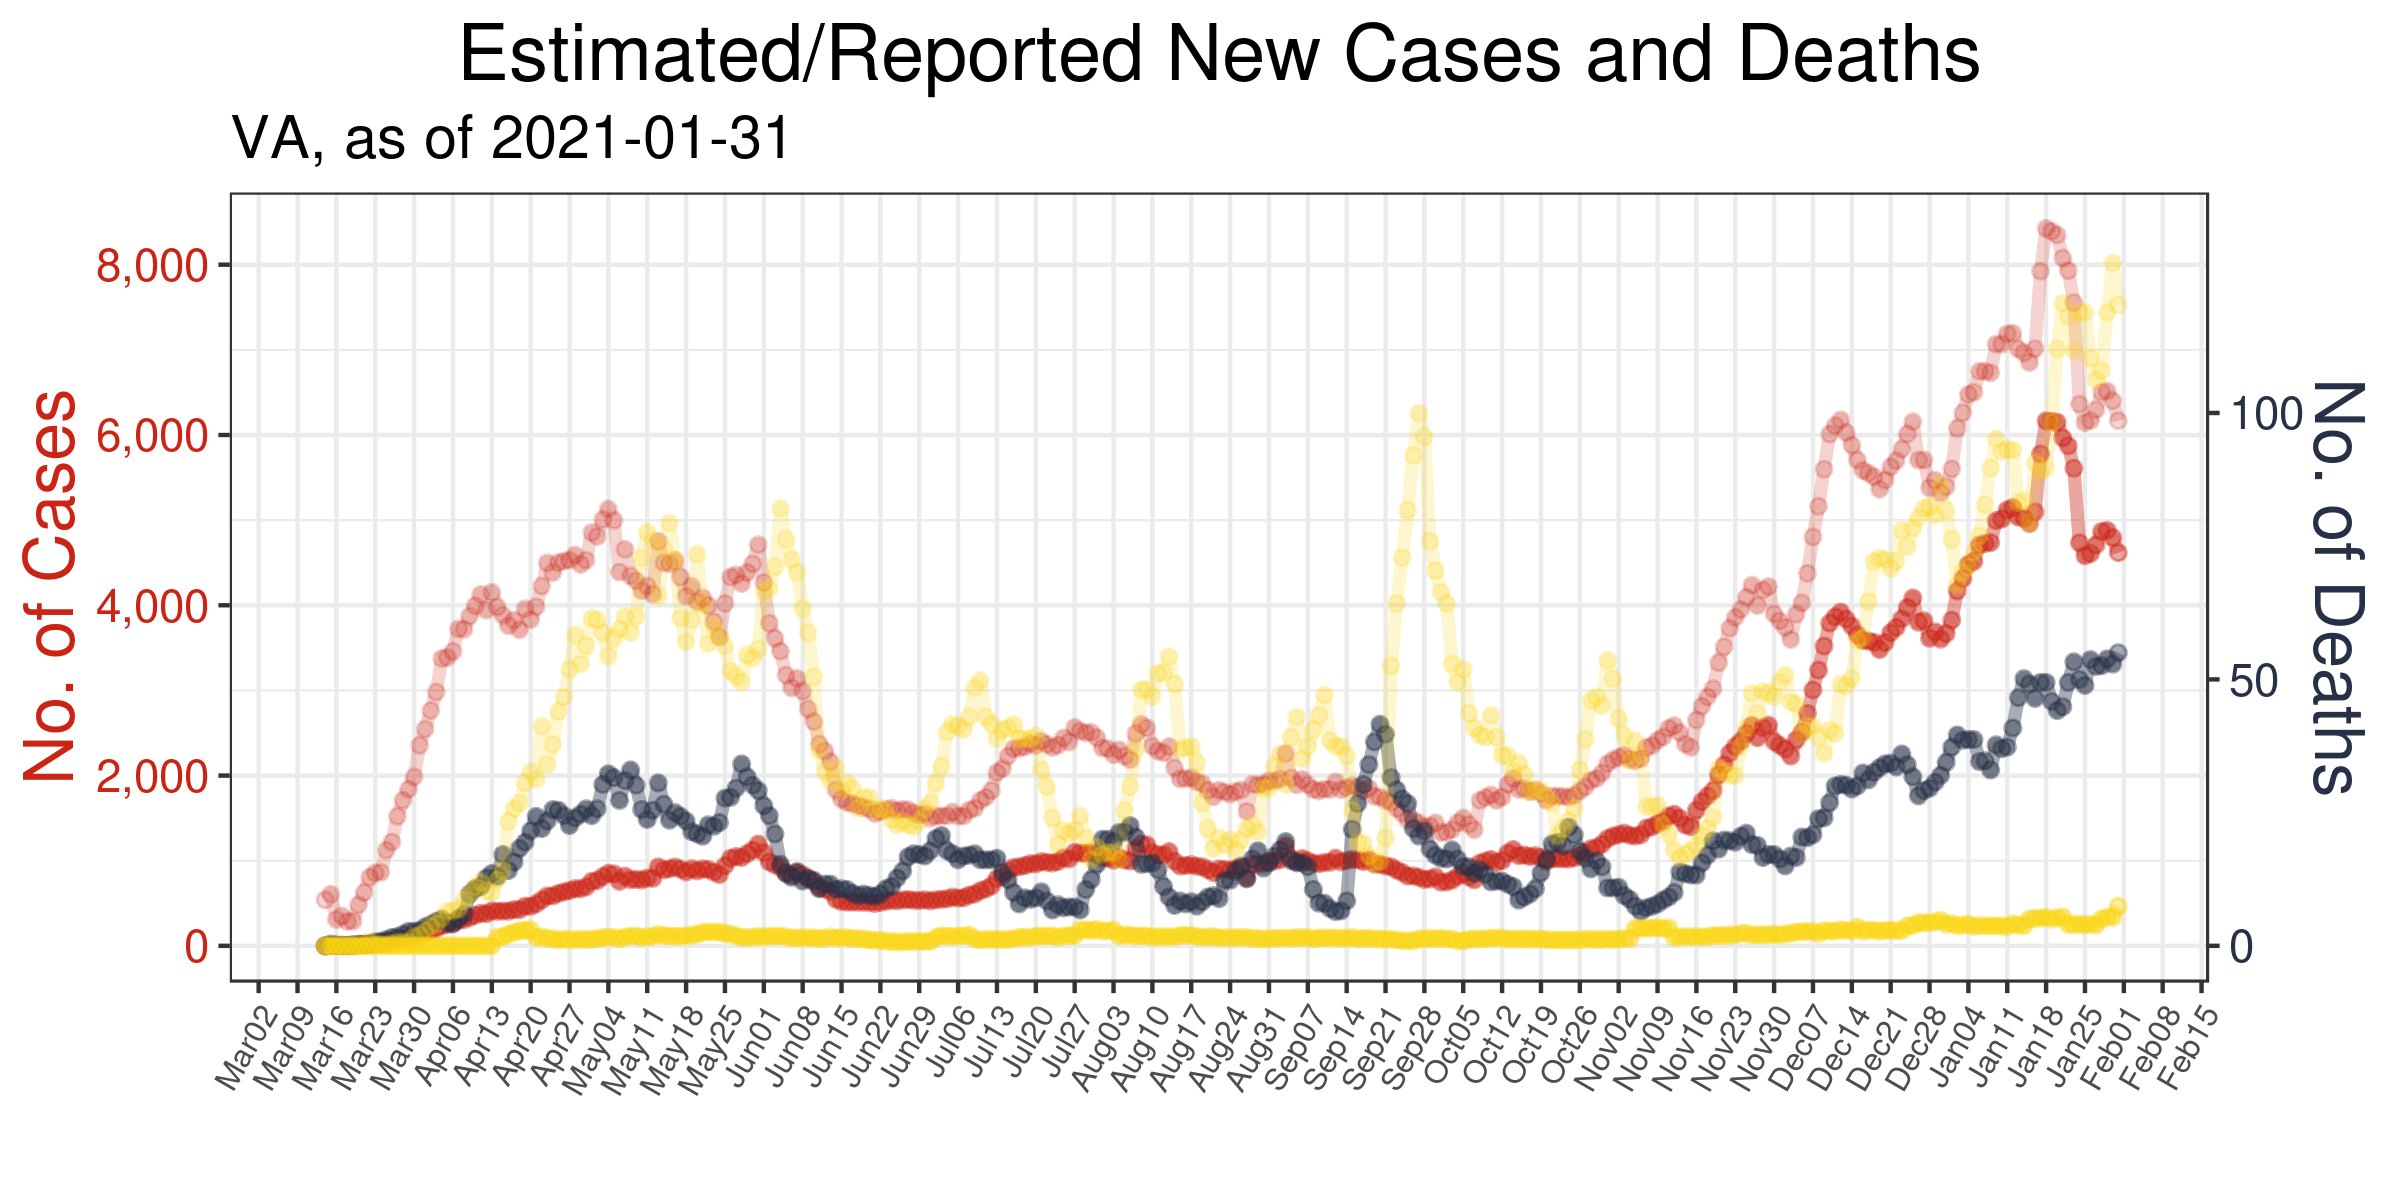 Estimated/Reported New Cases and Deaths
VA, as of 2021-01-31
No. of Cases
8,000
6,000
4,000
2,000
0
No. of Deaths
100
50
0
Mar02 Mar09 Mar16 Mar23 Mar30 Apr06 Apr13 Apr20 Apr27 May04 May11 May18 May25 Jun01 Jun08 Jun15 Jun22 Jun29 Jul06 Jul13 Jul20 Jul27 Aug03 Aug10 Aug17 Aug24 Aug31 Sep07 Sep14 Sep21 Sep28 Oct05 Oct12 Oct19 Oct26 Nov02 Nov09 Nov16 Nov23 Nov30 Dec07 Dec14 Dec21 Dec28 Jan04 Jan11 Jan18 Jan25 Feb01 Feb08 Feb15